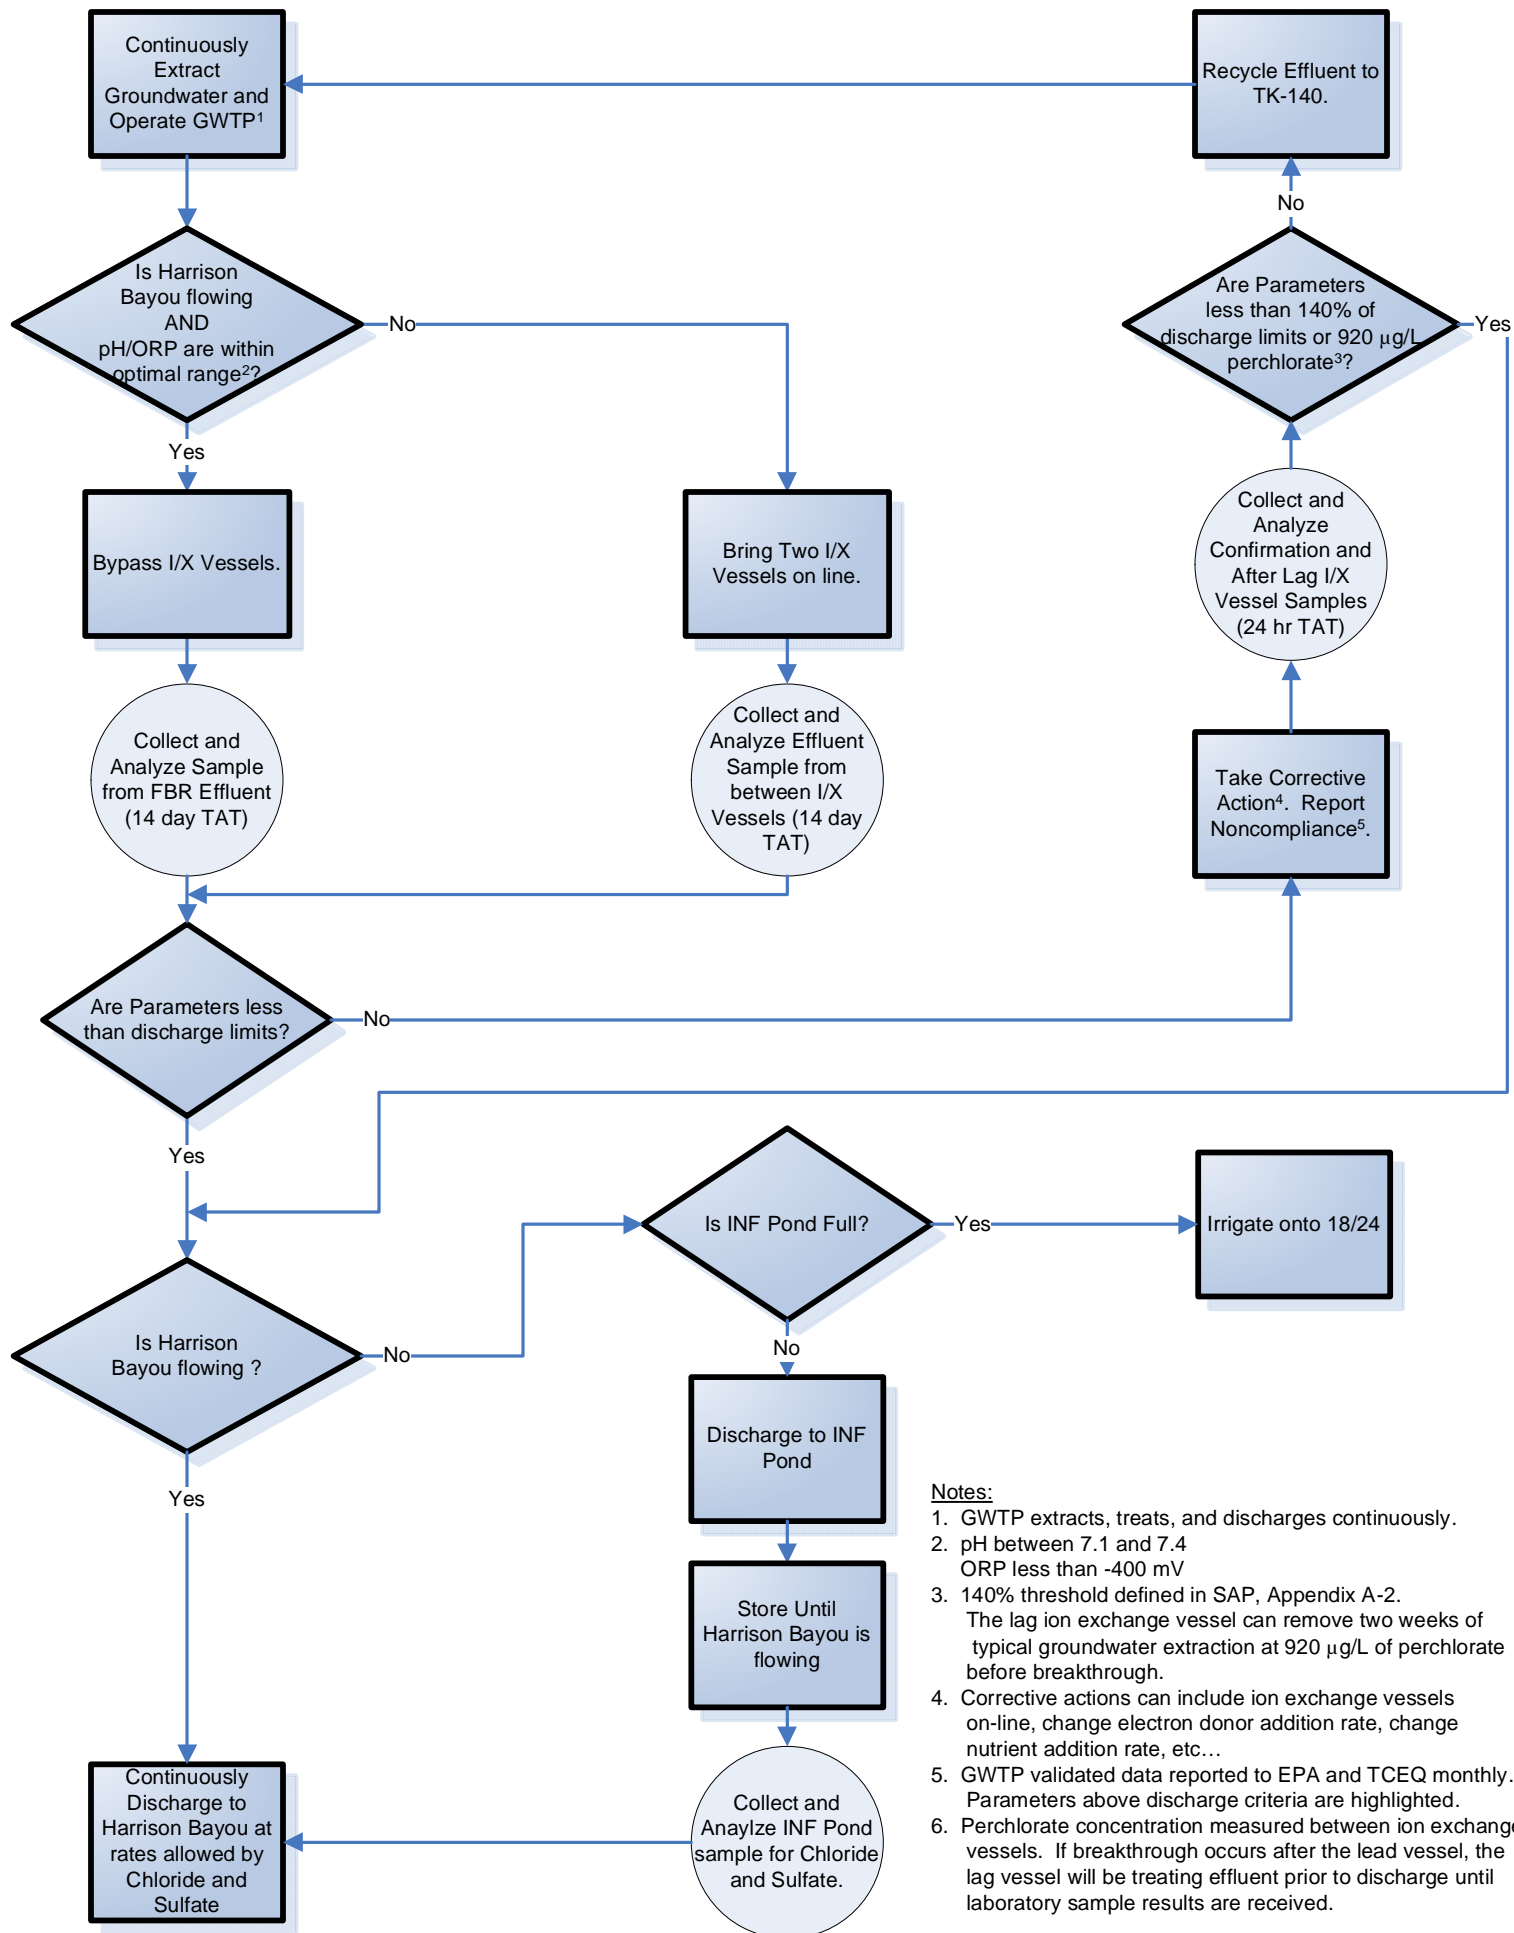 Continuously
Extract
Groundwater and
Operate GWTP¹
Recycle Effluent to
TK-140.
No
Is Harrison
Bayou flowing
AND
pH/ORP are within
optimal range²?
No
Are Parameters
less than 140% of
discharge limits or 920 µg/L
perchlorate³?
Yes
Yes
Bypass I/X Vessels.
Bring Two I/X
Vessels on line.
Collect and
Analyze
Confirmation and
After Lag I/X
Vessel Samples
(24 hr TAT)
Collect and
Analyze Sample
from FBR Effluent
(14 day TAT)
Collect and
Analyze Effluent
Sample from
between I/X
Vessels (14 day
TAT)
Take Corrective
Action⁴.  Report
Noncompliance⁵.
Are Parameters less
than discharge limits?
No
Yes
Is INF Pond Full?
Yes
Irrigate onto 18/24
No
Is Harrison
Bayou flowing ?
No
Yes
Discharge to INF
Pond
Store Until
Harrison Bayou is
flowing
Collect and
Anaylze INF Pond
sample for Chloride
and Sulfate.
Continuously
Discharge to
Harrison Bayou at
rates allowed by
Chloride and
Sulfate
Notes:
1.  GWTP extracts, treats, and discharges continuously.
2.  pH between 7.1 and 7.4
ORP less than -400 mV
3.  140% threshold defined in SAP, Appendix A-2.
The lag ion exchange vessel can remove two weeks of
typical groundwater extraction at 920 µg/L of perchlorate
before breakthrough.
4.  Corrective actions can include ion exchange vessels
on-line, change electron donor addition rate, change
nutrient addition rate, etc…
5.  GWTP validated data reported to EPA and TCEQ monthly.
Parameters above discharge criteria are highlighted.
6.  Perchlorate concentration measured between ion exchange
vessels.  If breakthrough occurs after the lead vessel, the
lag vessel will be treating effluent prior to discharge until
laboratory sample results are received.